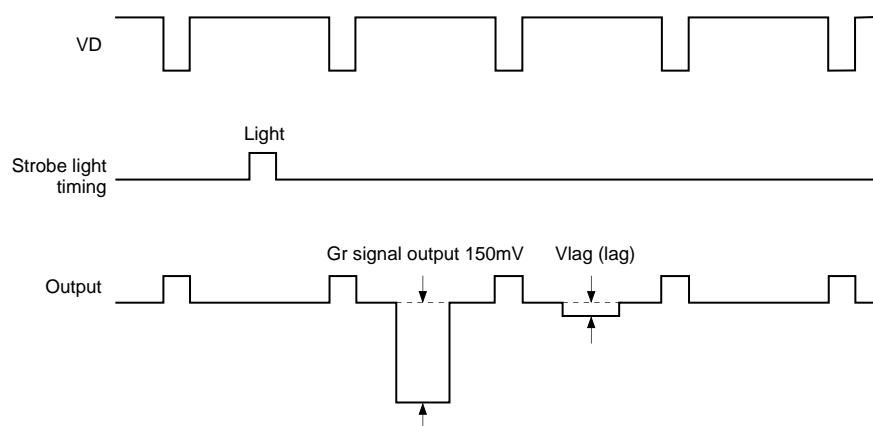 VD
Light
Strobe light
timing
Gr signal output 150mV
Vlag (lag)
Output